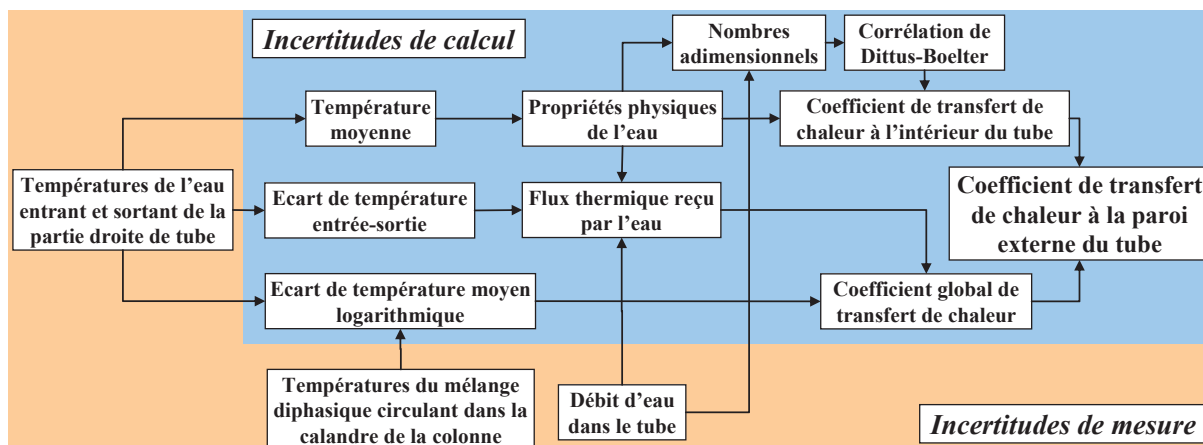 Incertitudes de calcul
Nombres
adimensionnels
Corrélation de
Dittus-Boelter
Température
moyenne
Propriétés physiques
de l’eau
Coefficient de transfert de
chaleur à l’intérieur du tube
Températures de l’eau
entrant et sortant de la
partie droite de tube
Ecart de température
entrée-sortie
Flux thermique reçu
par l’eau
Coefficient de transfert
de chaleur à la paroi
externe du tube
Ecart de température moyen
logarithmique
Coefficient global de
transfert de chaleur
Températures du mélange
diphasique circulant dans la
calandre de la colonne
Débit d’eau
dans le tube
Incertitudes de mesure